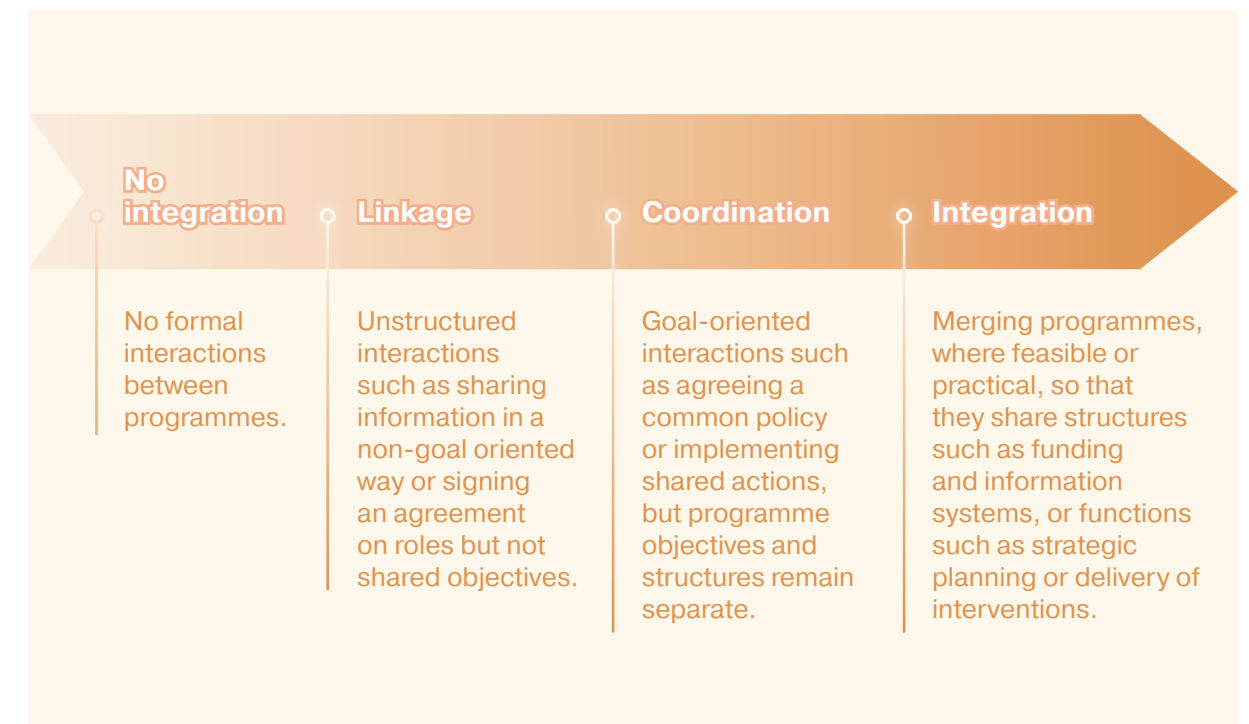 No
integration
Linkage
Coordination
Integration
No formal
interactions
between
programmes.
Unstructured
interactions
such as sharing
information in a
non-goal oriented
way or signing
an agreement
on roles but not
shared objectives.
Goal-oriented
interactions such
as agreeing a
common policy
or implementing
shared actions,
but programme
objectives and
structures remain
separate.
Merging programmes,
where feasible or
practical, so that
they share structures
such as funding
and information
systems, or functions
such as strategic
planning or delivery of
interventions.